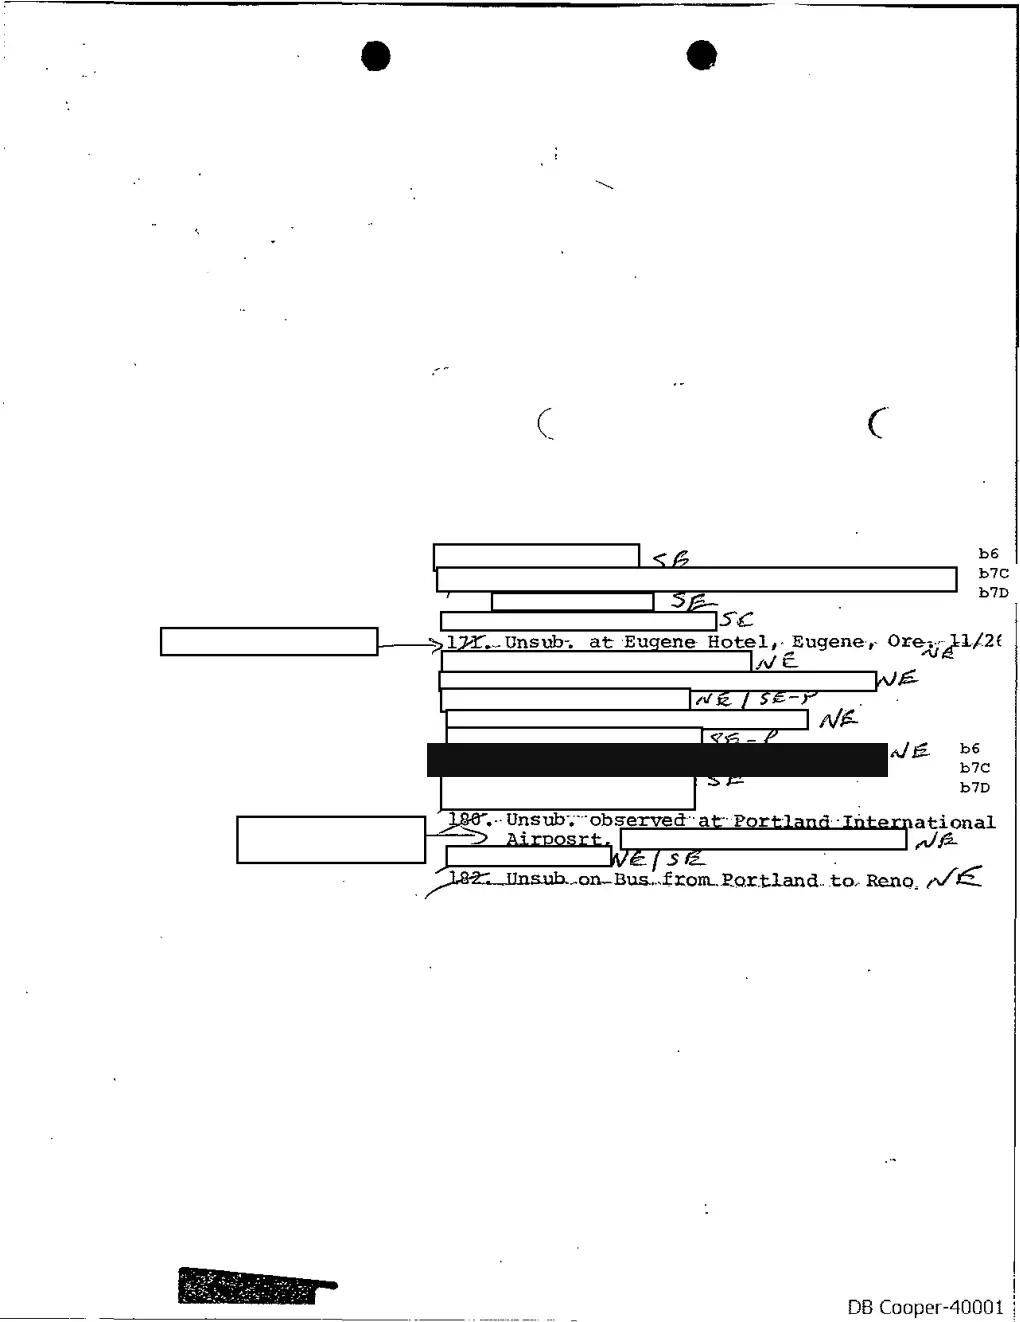 SE
b6
b7C
SE
b7D
SE
171. Unsub. at Eugene Hotel, Eugene, Ore. 11/26
NE
NE
NE
NE / SE-P
NE
SE-P
NE
b6
b7C
SE
b7D
180. Unsub. observed at Portland International
Airposrt.
NE
NE / SE
182. Unsub on Bus from Portland to Reno. NE
DB Cooper-40001